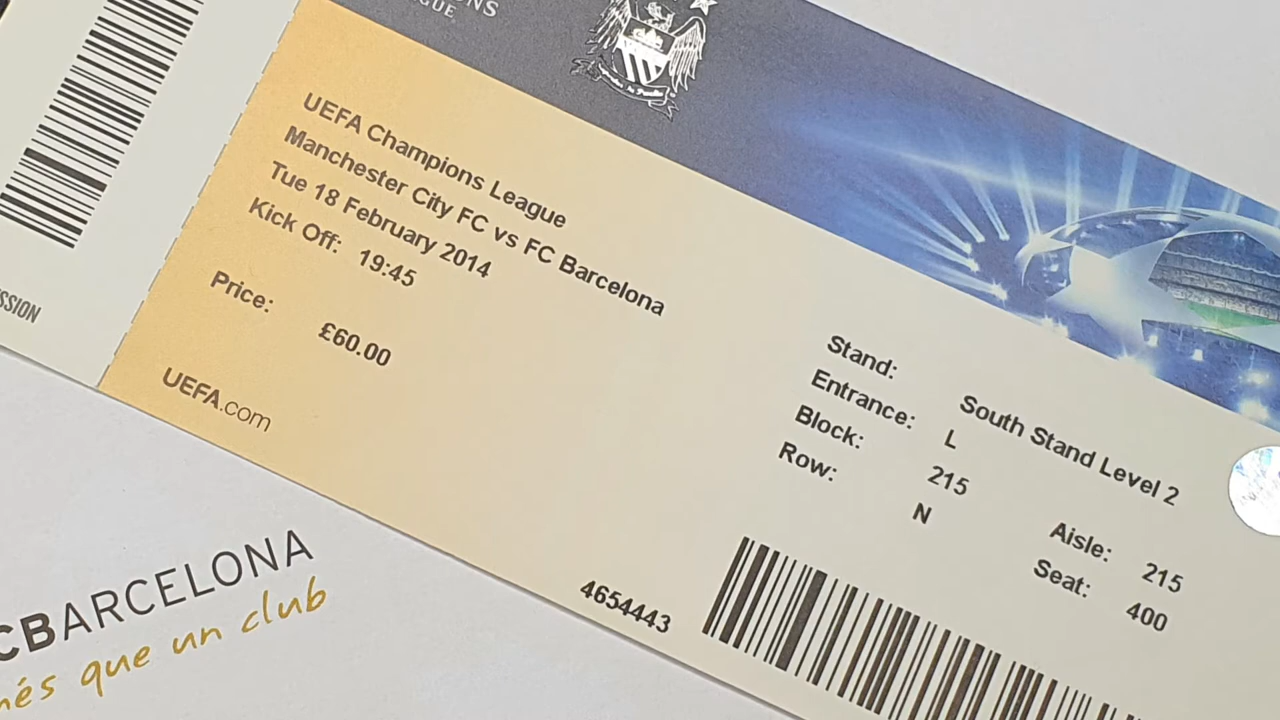 UEFA Champions League
Manchester City FC vs FC Barcelona
Tue 18 February 2014
Kick Off: 19:45
Price: £60.00
UEFA.com
Stand: South Stand Level 2
Entrance: L
Block: 215 Aisle: 215
Row: N Seat: 400
4654443
CBARCELONA
més que un club